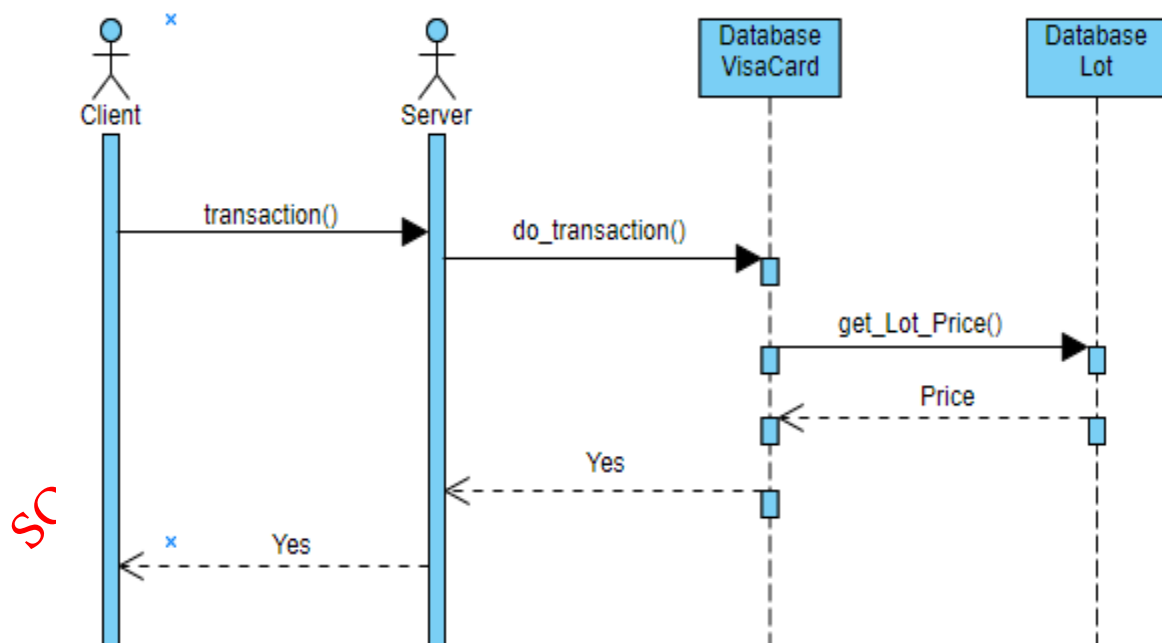 Database
VisaCard
Database
Lot
Client
Server
transaction()
do_transaction()
get_Lot_Price()
Price
Yes
Yes